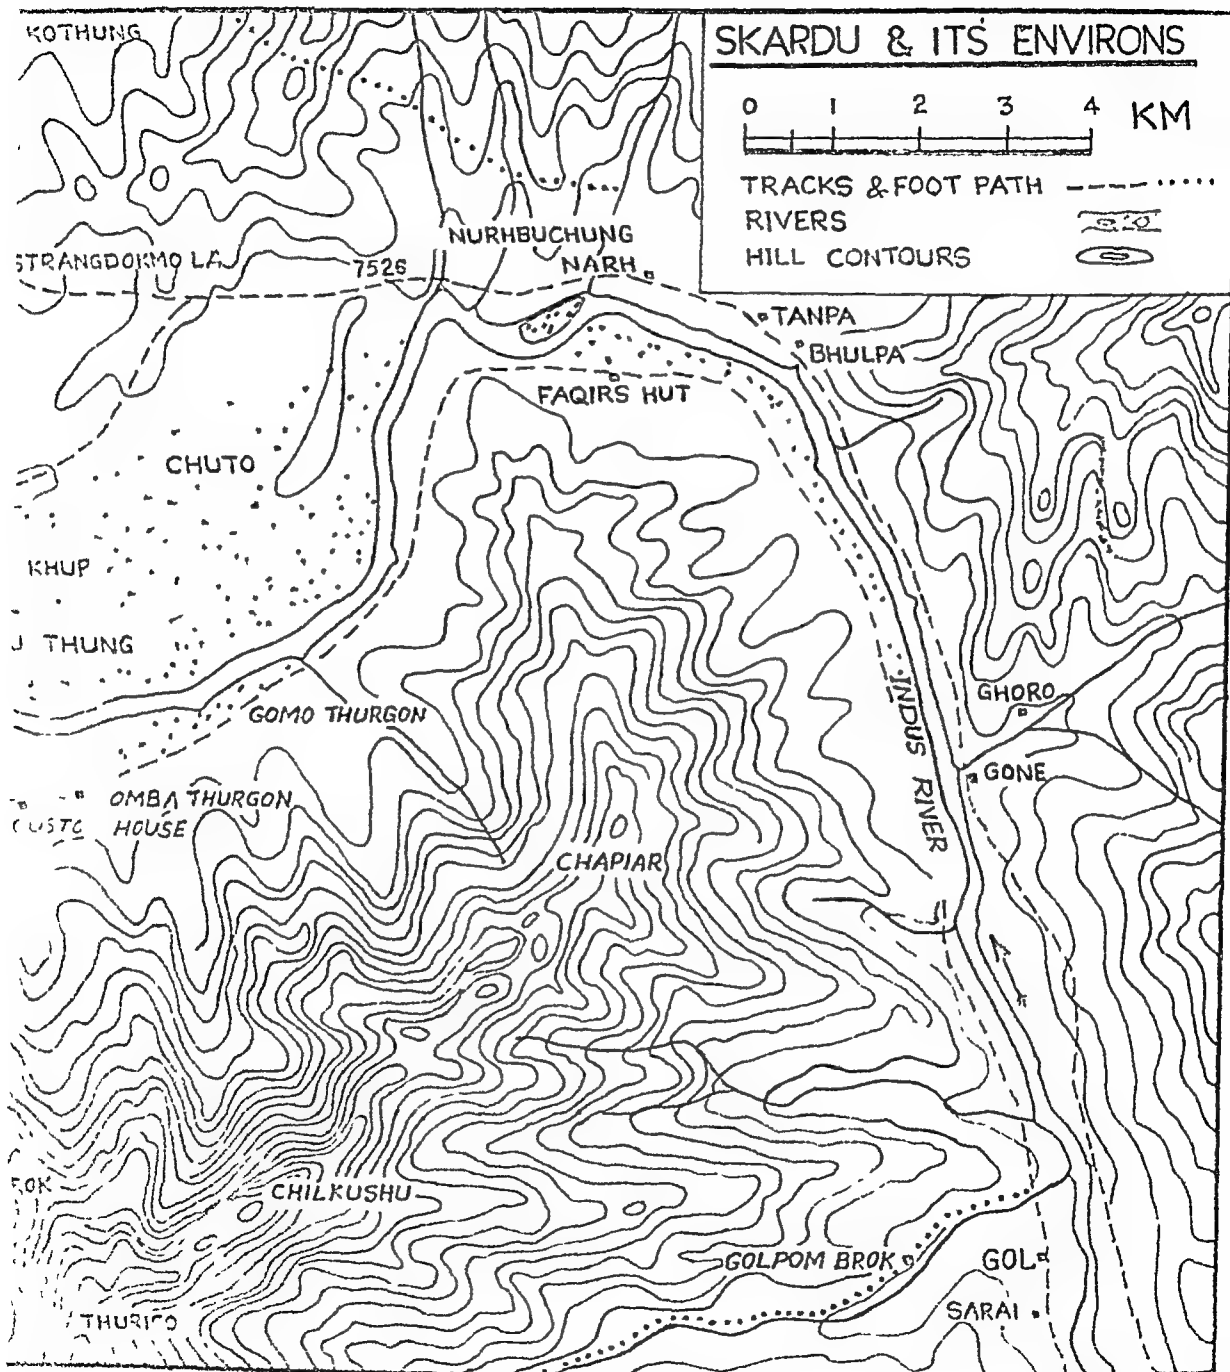 KOTHUNG
SKARDU & ITS ENVIRONS
0 1 2 3 4 KM
TRACKS & FOOT PATH
RIVERS
HILL CONTOURS
NURHBUCHUNG
STRANGDOKMO LA
7526
NARH
TANPA
BHULPA
FAQIRS HUT
CHUTO
KHUP
THUNG
GHORO
INDUS RIVER
GOMO THURGON
GONE
OMBA THURGON
HOUSE
CHAPIAR
CHILKUSHU
GOLPOM BROK
GOL
SARAI